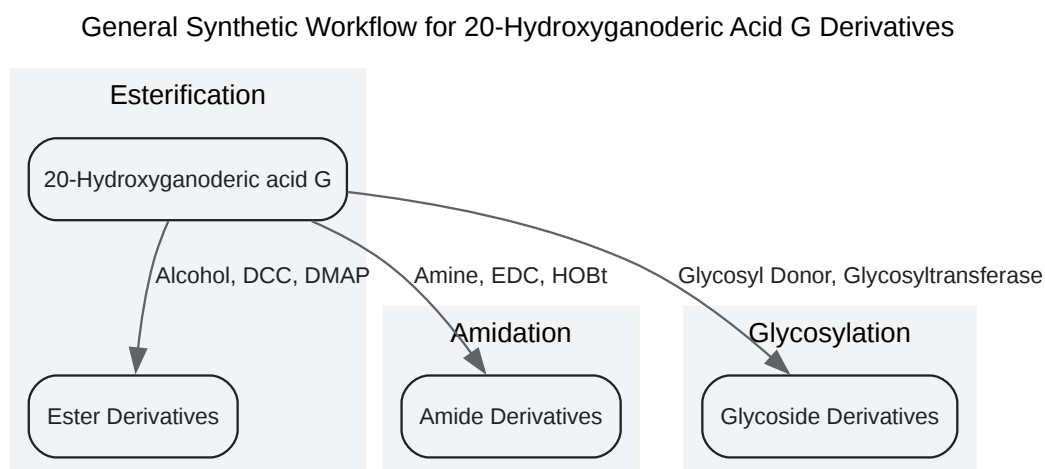 General Synthetic Workflow for 20-Hydroxyganoderic Acid G Derivatives
Esterification
20-Hydroxyganoderic acid G
Alcohol, DCC, DMAP
Amine, EDC, HOBt
Glycosyl Donor, Glycosyltransferase
Amidation
Glycosylation
Ester Derivatives
Amide Derivatives
Glycoside Derivatives